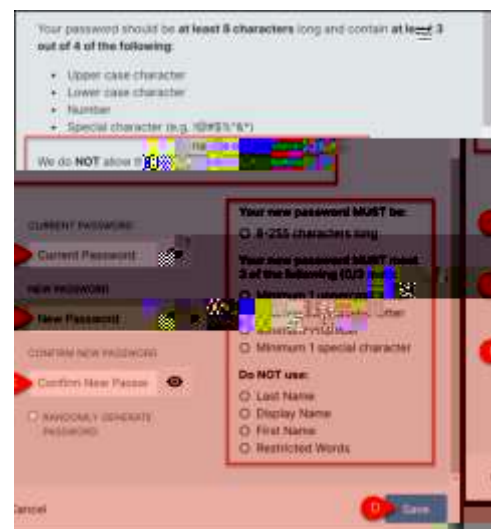 Your password should be at least 8 characters long and contain at least 3
out of 4 of the following:
Upper case character
Lower case character
Number
Special character (e.g. !@#$%^&*)
We do NOT allow
CURRENT PASSWORD
Current Password
NEW PASSWORD
New Password
CONFIRM NEW PASSWORD
Confirm New Passw
RANDOMLY GENERATE
PASSWORD
Your new password MUST be:
8-255 characters long
Your new password MUST meet
3 of the following (0/3
Minimum 1
Minimum 1 special character
Do NOT use:
Last Name
Display Name
First Name
Restricted Words
Cancel
D Save